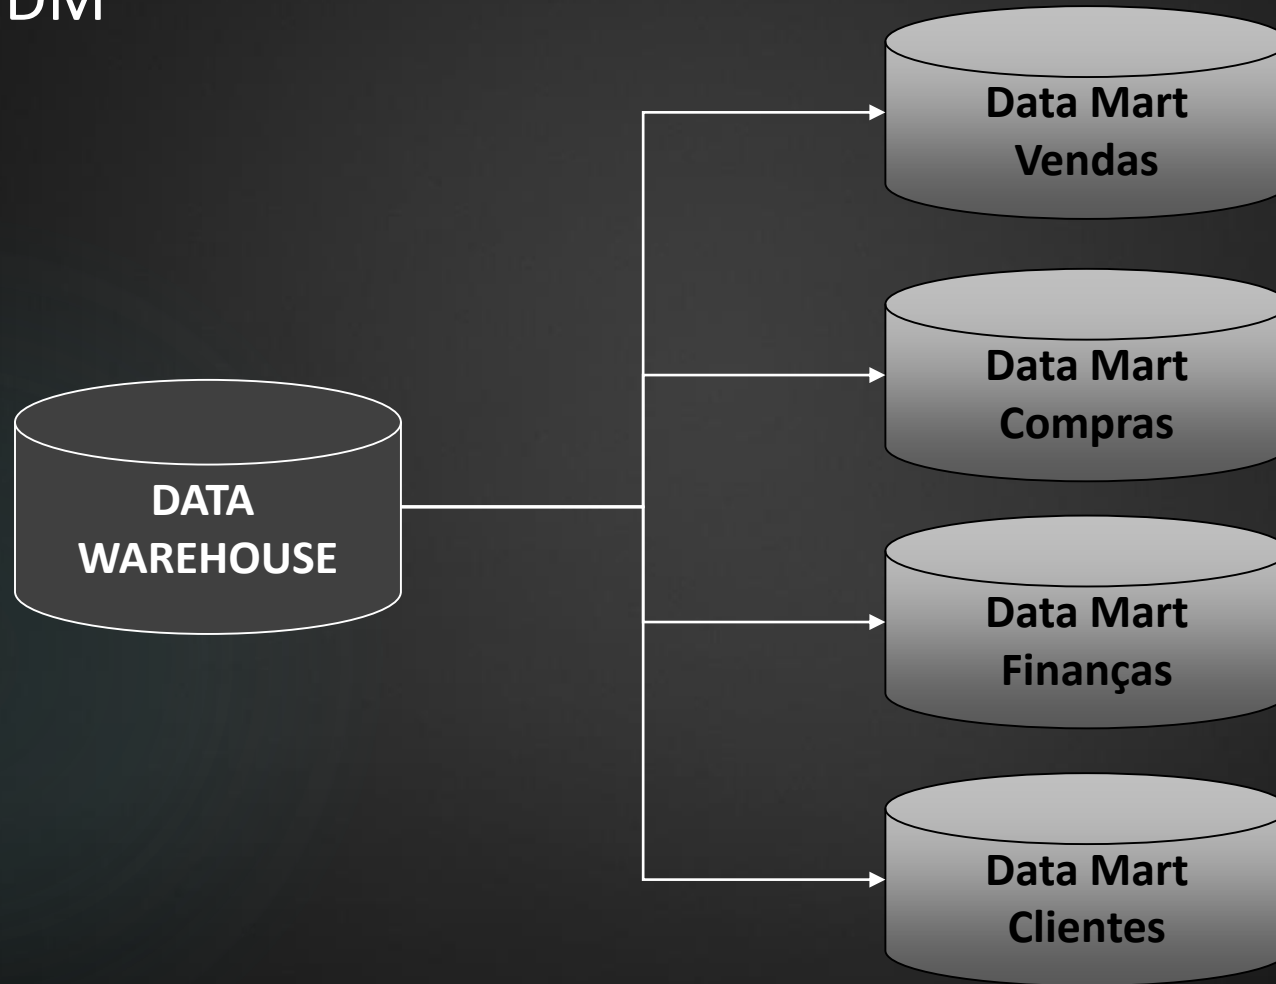 DM
Data Mart
Vendas
Data Mart
Compras
DATA
WAREHOUSE
Data Mart
Finanças
Data Mart
Clientes